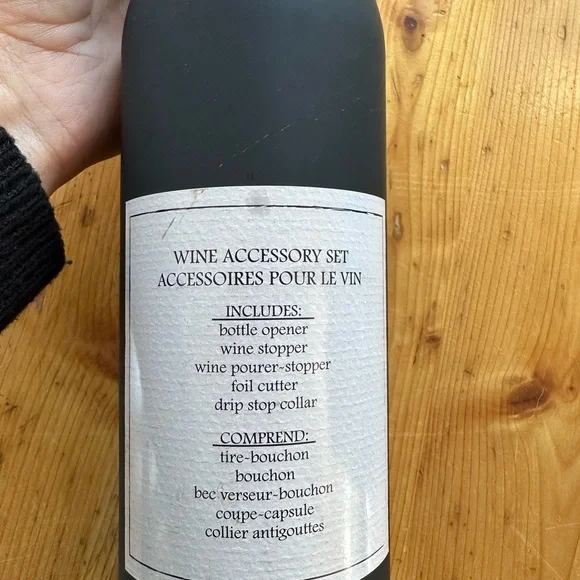 WINE ACCESSORY SET
ACCESSOIRES POUR LE VIN
INCLUDES:
bottle opener
wine stopper
wine pourer-stopper
foil cutter
drip stop collar
COMPREND:
tire-bouchon
bouchon
bec verseur-bouchon
coupe-capsule
collier antigouttes